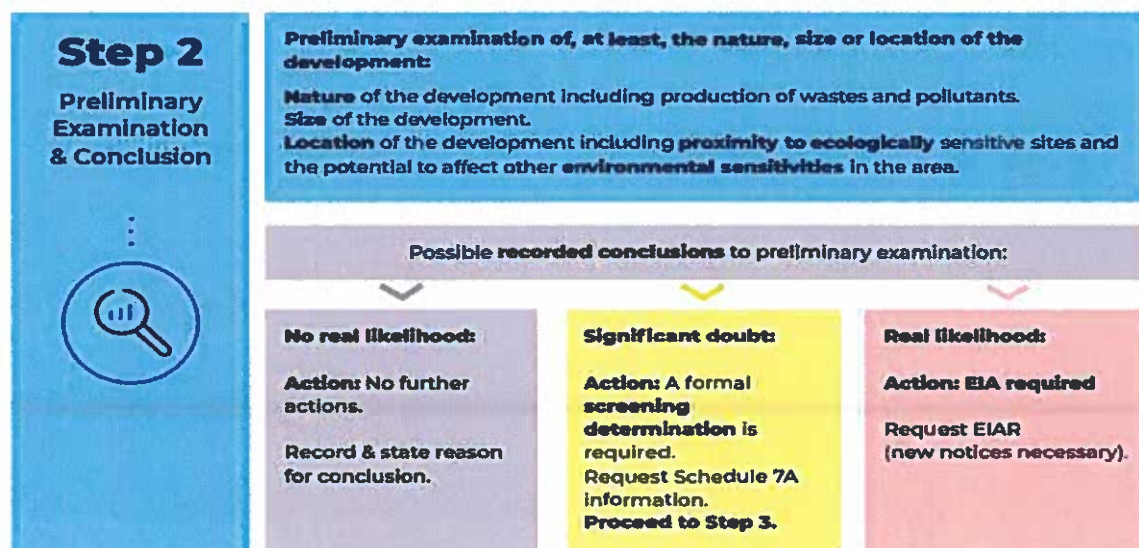 Step 2
Preliminary
Examination
& Conclusion
Preliminary examination of, at least, the nature, size or location of the
development:
Nature of the development including production of wastes and pollutants.
Size of the development.
Location of the development including proximity to ecologically sensitive sites and
the potential to affect other environmental sensitivities in the area.
Possible recorded conclusions to preliminary examination:
No real likelihood:
Action: No further
actions.
Record & state reason
for conclusion.
Significant doubt:
Action: A formal
screening
determination is
required.
Request Schedule 7A
information.
Proceed to Step 3.
Real likelihood:
Action: EIA required
Request EIAR
(new notices necessary).